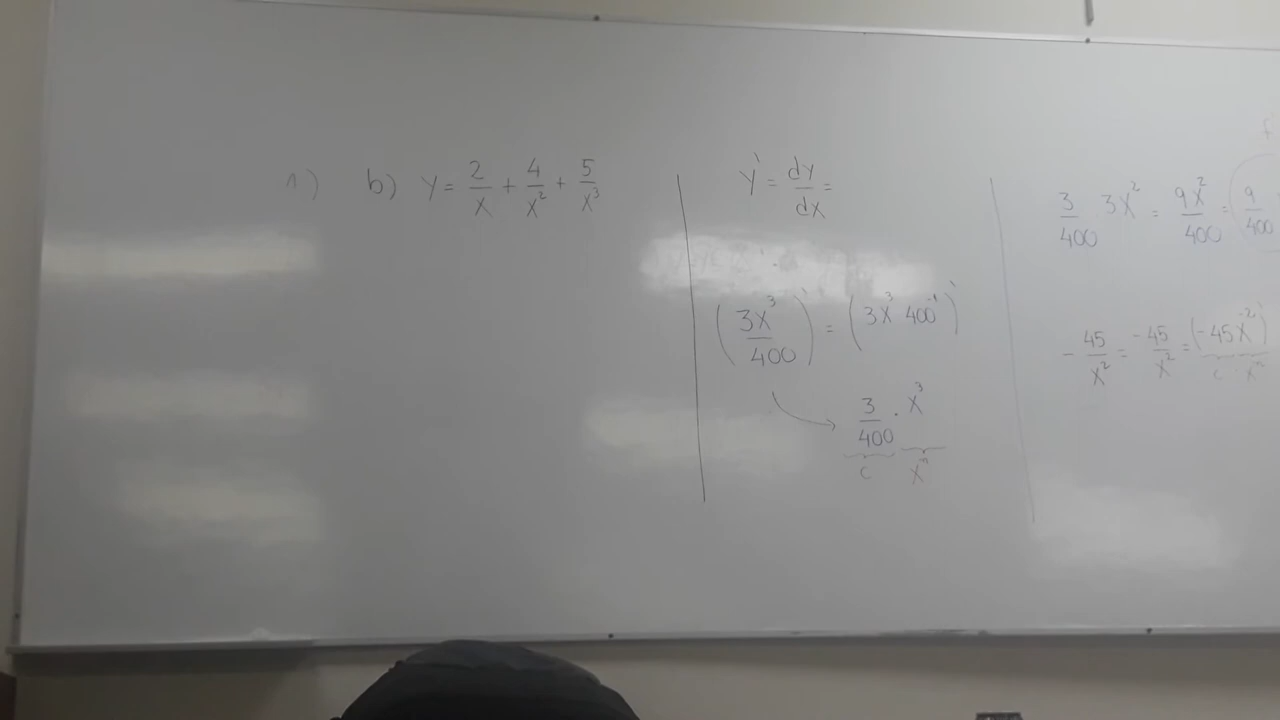 1) b) y = 2/x + 4/x² + 5/x³
y' = dy/dx =
(3x³/400)' = (3x³ 400⁻¹)'
3/400 · x³
c xⁿ
3/400 3x² = 9x²/400 = 9/400
- 45/x² = -45/x² = (-45x⁻²)'
c xⁿ